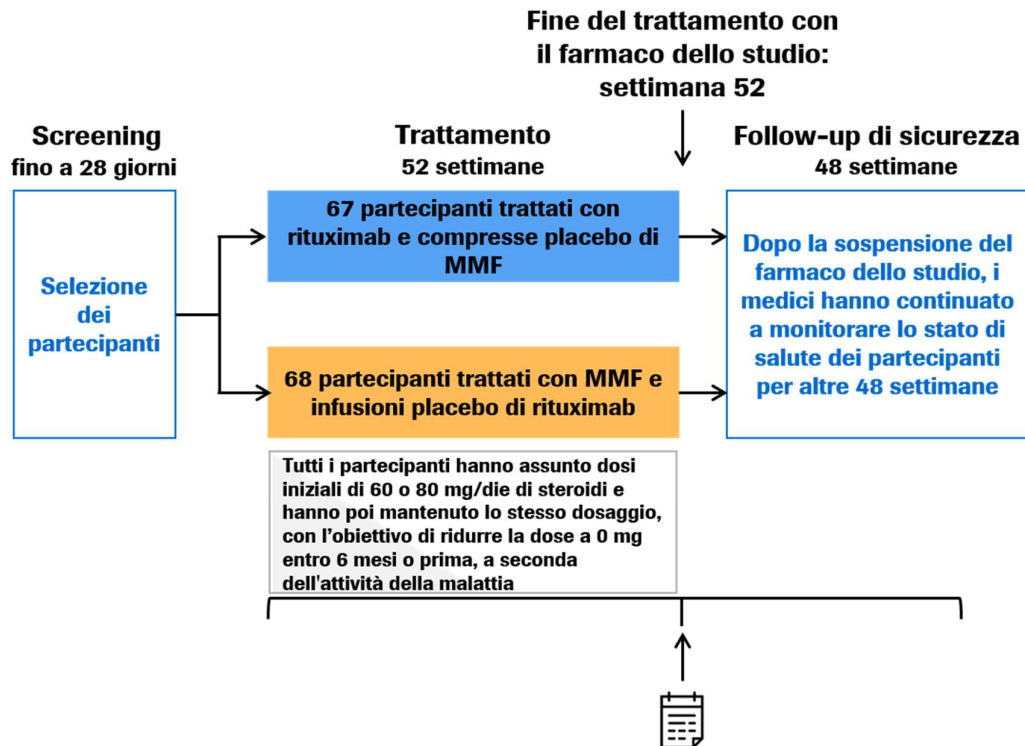 Fine del trattamento con
il farmaco dello studio:
settimana 52
Screening
fino a 28 giorni
Trattamento
52 settimane
Follow-up di sicurezza
48 settimane
Selezione
dei
partecipanti
67 partecipanti trattati con
rituximab e compresse placebo di
MMF
68 partecipanti trattati con MMF e
infusioni placebo di rituximab
Dopo la sospensione del
farmaco dello studio, i
medici hanno continuato
a monitorare lo stato di
salute dei partecipanti
per altre 48 settimane
Tutti i partecipanti hanno assunto dosi
iniziali di 60 o 80 mg/die di steroidi e
hanno poi mantenuto lo stesso dosaggio,
con l’obiettivo di ridurre la dose a 0 mg
entro 6 mesi o prima, a seconda
dell'attività della malattia